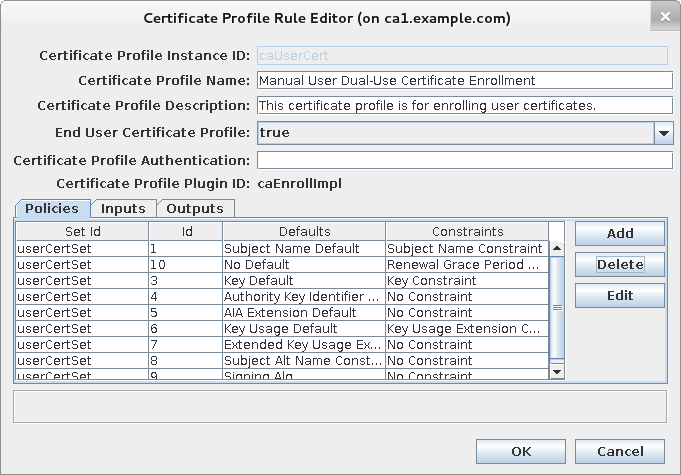 Certificate Profile Rule Editor (on ca1.example.com)
Certificate Profile Instance ID: caUserCert
Certificate Profile Name: Manual User Dual-Use Certificate Enrollment
Certificate Profile Description: This certificate profile is for enrolling user certificates.
End User Certificate Profile: true
Certificate Profile Authentication:
Certificate Profile Plugin ID: caEnrollImpl
Policies Inputs Outputs
Set Id Id Defaults Constraints
userCertSet 1 Subject Name Default Subject Name Constraint
userCertSet 10 No Default Renewal Grace Period ...
userCertSet 3 Key Default Key Constraint
userCertSet 4 Authority Key Identifier ... No Constraint
userCertSet 5 AIA Extension Default No Constraint
userCertSet 6 Key Usage Default Key Usage Extension C...
userCertSet 7 Extended Key Usage Ex... No Constraint
userCertSet 8 Subject Alt Name Const... No Constraint
userCertSet 9 Signing Alg No Constraint
Add
Delete
Edit
OK Cancel